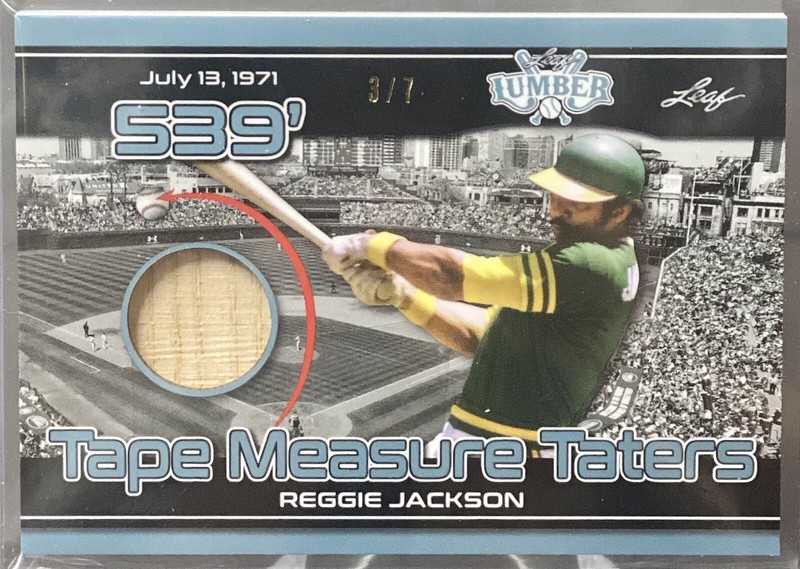 July 13, 1971
539'
3/7
Leaf
LUMBER
Leaf
Tape Measure Taters
REGGIE JACKSON